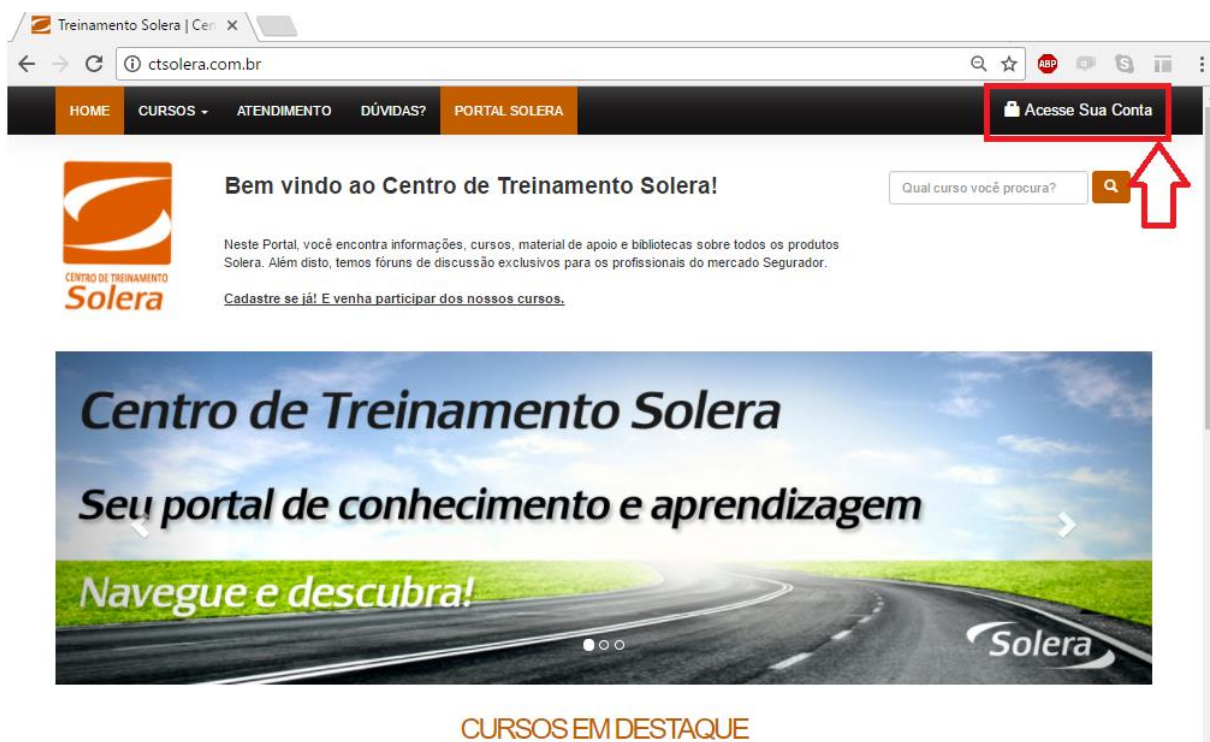 Treinamento Solera | Cen
ctsolera.com.br
ABP
HOME CURSOS ATENDIMENTO DÚVIDAS? PORTAL SOLERA Acesse Sua Conta
Bem vindo ao Centro de Treinamento Solera!
Qual curso você procura?
Neste Portal, você encontra informações, cursos, material de apoio e bibliotecas sobre todos os produtos
Solera. Além disto, temos fóruns de discussão exclusivos para os profissionais do mercado Segurador.
CENTRO DE TREINAMENTO
Solera
Cadastre se já! E venha participar dos nossos cursos.
Centro de Treinamento Solera
Seu portal de conhecimento e aprendizagem
Navegue e descubra!
Solera
CURSOS EM DESTAQUE